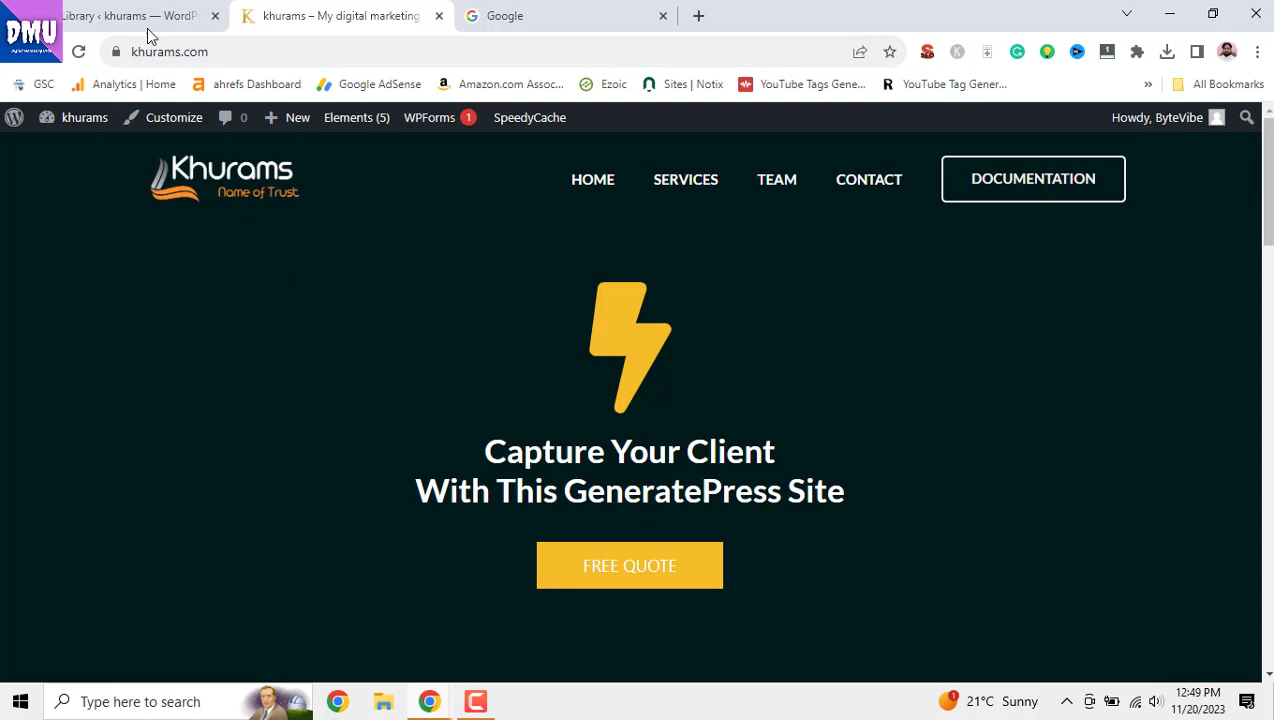 DMU
Library ‹ khurams — WordP
khurams – My digital marketing
Google
khurams.com
GSC
Analytics | Home
ahrefs Dashboard
Google AdSense
Amazon.com Assoc...
Ezoic
Sites | Notix
YouTube Tags Gene...
YouTube Tag Gener...
»
All Bookmarks
khurams
Customize
0
New
Elements (5)
WPForms 1
SpeedyCache
Howdy, ByteVibe
Khurams
Name of Trust
HOME
SERVICES
TEAM
CONTACT
DOCUMENTATION
Capture Your Client
With This GeneratePress Site
FREE QUOTE
Type here to search
21°C Sunny
12:49 PM
11/20/2023